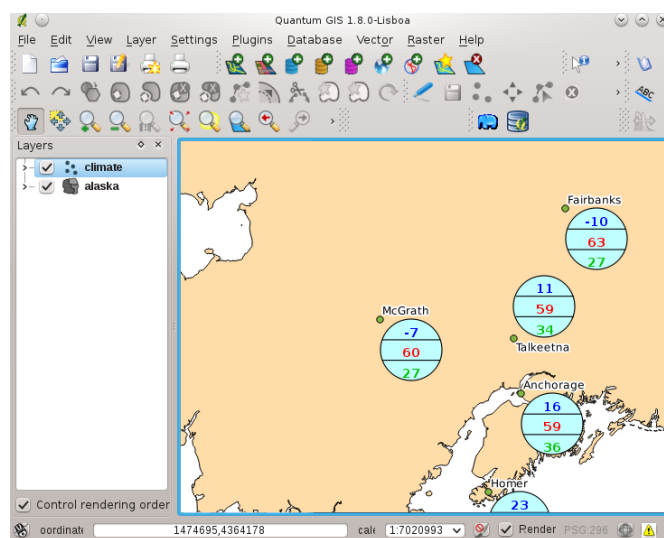 Quantum GIS 1.8.0-Lisboa
File Edit View Layer Settings Plugins Database Vector Raster Help
ABC
Layers
climate
alaska
Fairbanks
-10
63
27
11
59
34
Talkeetna
McGrath
-7
60
27
Anchorage
16
59
36
Homer
23
Control rendering order
oordinate 1474695,4364178 cale 1:7020993 Render PSG:296